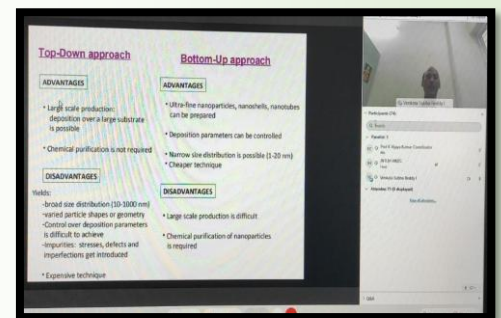 Top-Down approach
ADVANTAGES
* Large scale production:
deposition over a large substrate
is possible
* Chemical purification is not required
DISADVANTAGES
Yields:
-broad size distribution (10-1000 nm)
-varied particle shapes or geometry
-Control over deposition parameters
is difficult to achieve
-Impurities: stresses, defects and
imperfections get introduced
* Expensive technique
Bottom-Up approach
ADVANTAGES
* Ultra-fine nanoparticles, nanoshells, nanotubes
can be prepared
* Deposition parameters can be controlled
* Narrow size distribution is possible (1-20 nm)
* Cheaper technique
DISADVANTAGES
* Large scale production is difficult
* Chemical purification of nanoparticles
is required